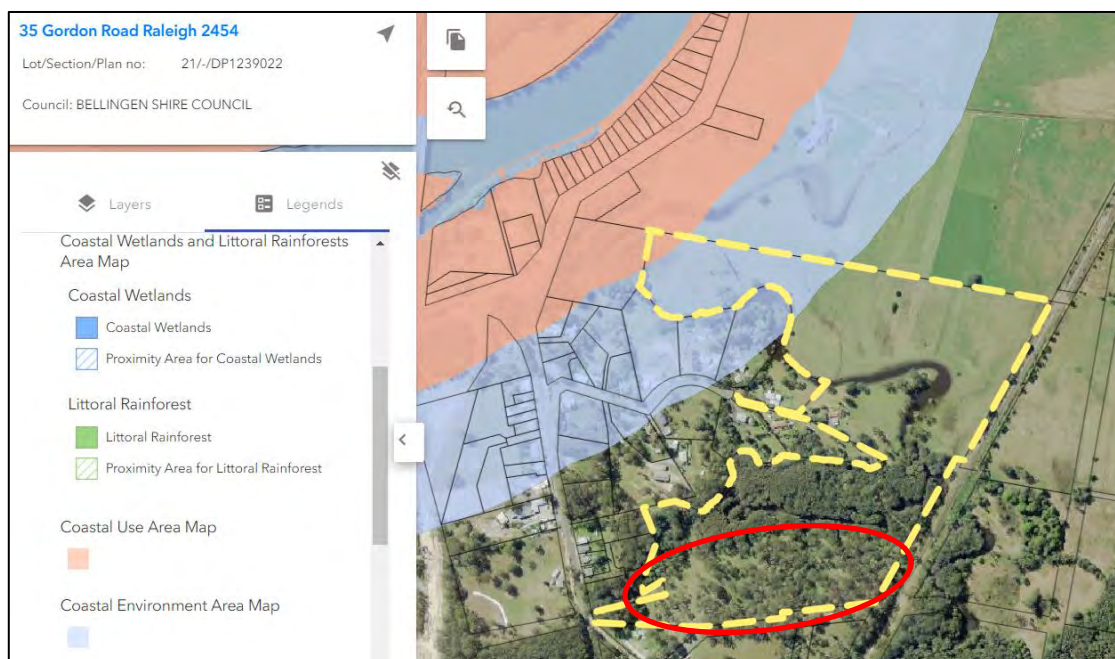 35 Gordon Road Raleigh 2454
Lot/Section/Plan no: 21/-/DP1239022
Council: BELLINGEN SHIRE COUNCIL
Layers
Legends
Coastal Wetlands and Littoral Rainforests
Area Map
Coastal Wetlands
Coastal Wetlands
Proximity Area for Coastal Wetlands
Littoral Rainforest
Littoral Rainforest
Proximity Area for Littoral Rainforest
Coastal Use Area Map
Coastal Environment Area Map